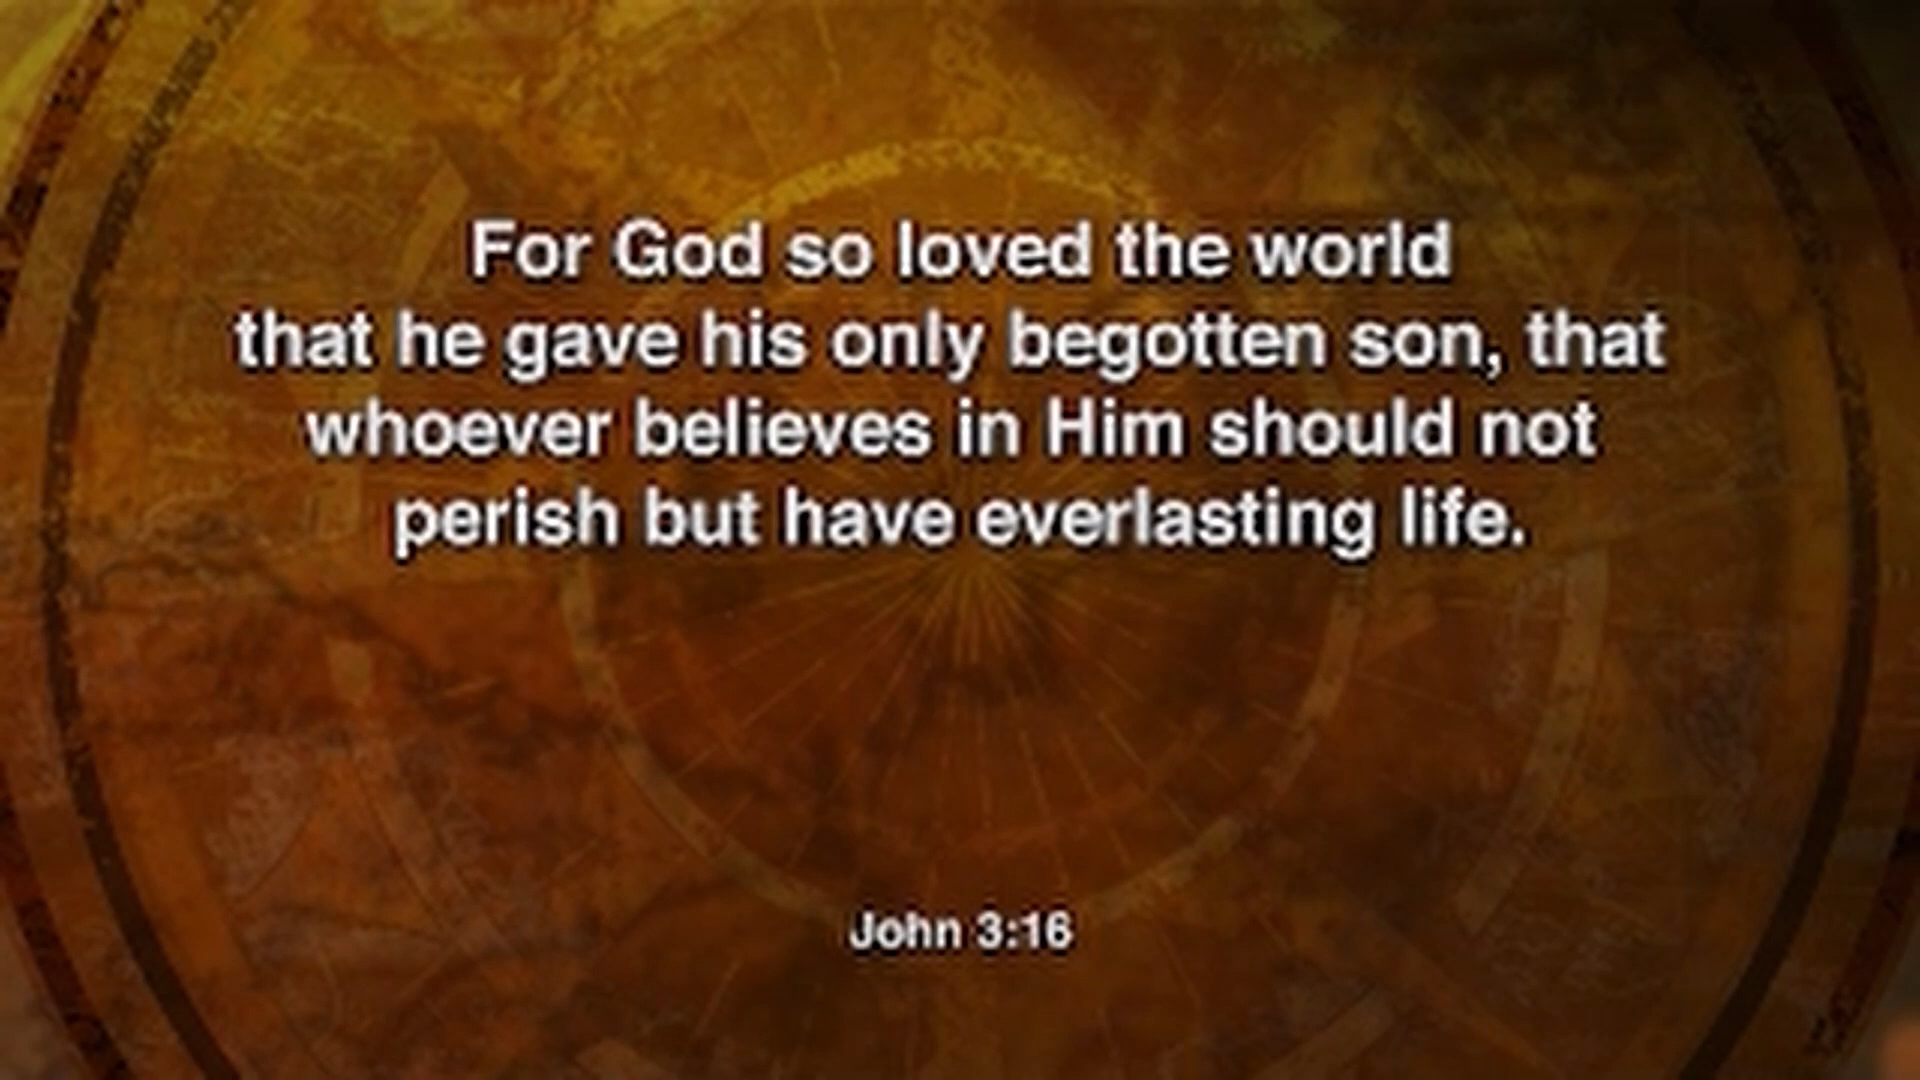 For God so loved the world
that he gave his only begotten son, that
whoever believes in Him should not
perish but have everlasting life.
John 3:16